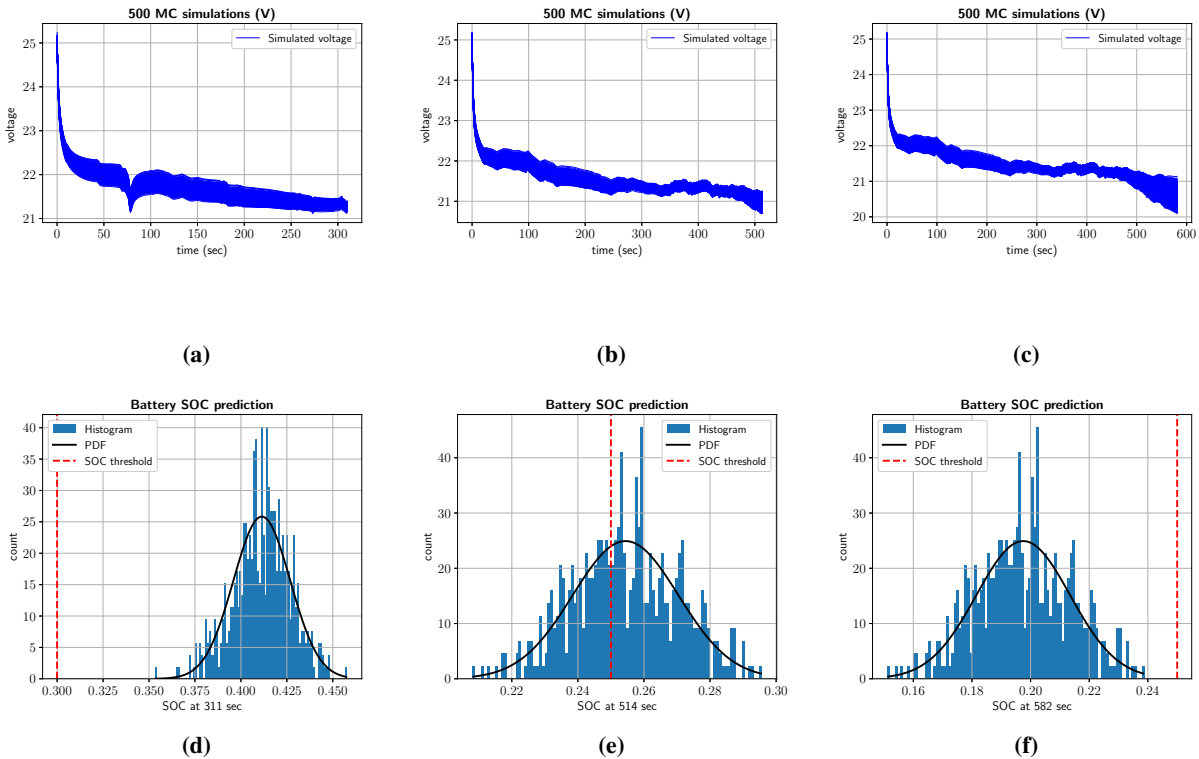 500 MC simulations (V)
Simulated voltage
25
24
23
22
21
voltage
0
50
100
150
200
250
300
time (sec)
(a)
500 MC simulations (V)
Simulated voltage
25
24
23
22
21
voltage
0
100
200
300
400
500
time (sec)
(b)
500 MC simulations (V)
Simulated voltage
25
24
23
22
21
20
voltage
0
100
200
300
400
500
600
time (sec)
(c)
Battery SOC prediction
Histogram
PDF
SOC threshold
40
35
30
25
20
15
10
5
0
count
0.300
0.325
0.350
0.375
0.400
0.425
0.450
SOC at 311 sec
(d)
Battery SOC prediction
Histogram
PDF
SOC threshold
40
30
20
10
0
count
0.22
0.24
0.26
0.28
0.30
SOC at 514 sec
(e)
Battery SOC prediction
Histogram
PDF
SOC threshold
40
30
20
10
0
count
0.16
0.18
0.20
0.22
0.24
SOC at 582 sec
(f)